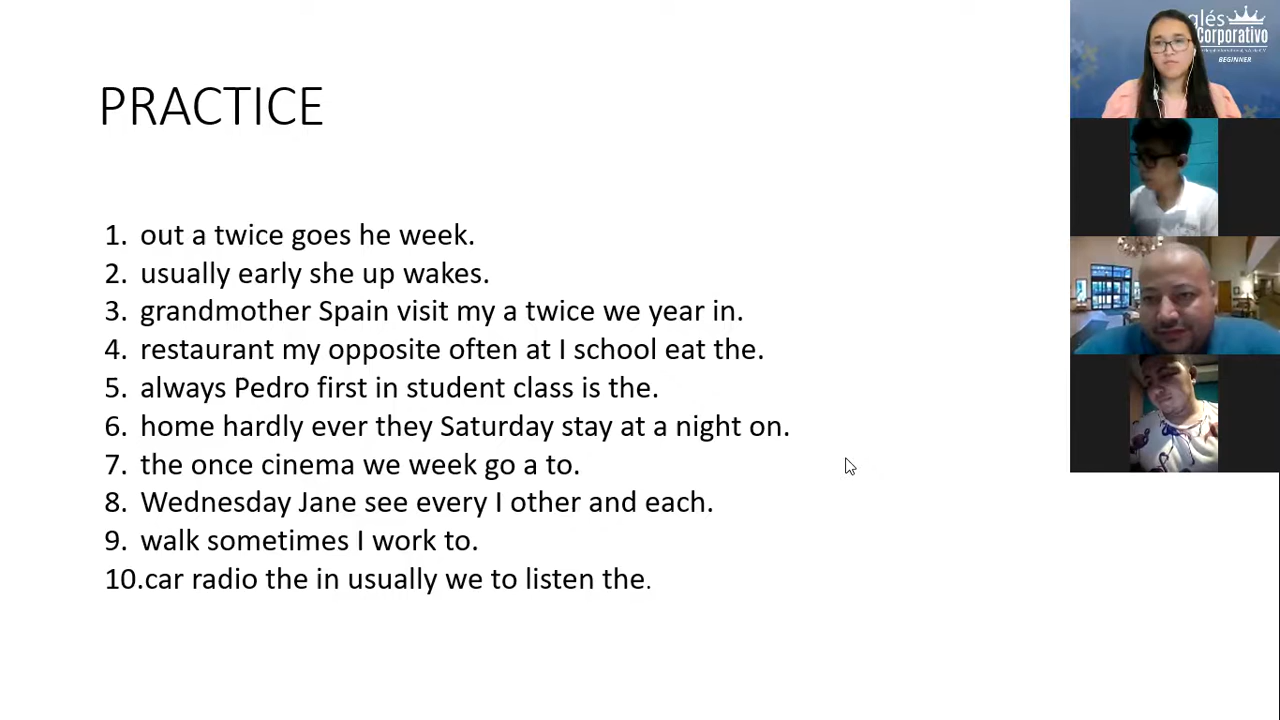 PRACTICE
1. out a twice goes he week.
2. usually early she up wakes.
3. grandmother Spain visit my a twice we year in.
4. restaurant my opposite often at I school eat the.
5. always Pedro first in student class is the.
6. home hardly ever they Saturday stay at a night on.
7. the once cinema we week go a to.
8. Wednesday Jane see every I other and each.
9. walk sometimes I work to.
10.car radio the in usually we to listen the.
glés
Corporativo
BEGINNER